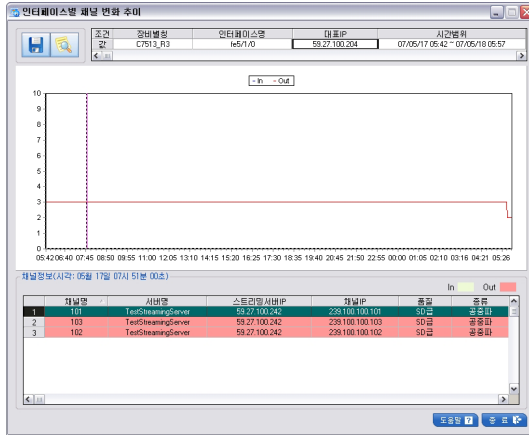 인터페이스별 채널 변화 추이
조건 장비별칭 인터페이스명 대표IP 시간범위
값 C7513_R3 fe5/1/0 59.27.100.204 07/05/17 05:42 ~ 07/05/18 05:57
- In - Out
10
9
8
7
6
5
4
3
2
1
0
05:42 06:40 07:45 08:50 09:55 11:00 12:05 13:10 14:15 15:20 16:25 17:30 18:35 19:40 20:45 21:50 22:55 00:00 01:05 02:10 03:16 04:21 05:26
채널정보(시각: 05월 17일 07시 51분 00초)
In Out
채널명 서버명 스트리밍서버IP 채널IP 품질 종류
1 101 TestStreamingServer 59.27.100.242 239.100.100.101 SD급 공중파
2 103 TestStreamingServer 59.27.100.242 239.100.100.103 SD급 공중파
3 102 TestStreamingServer 59.27.100.242 239.100.100.102 SD급 공중파
도움말 ? 종 료